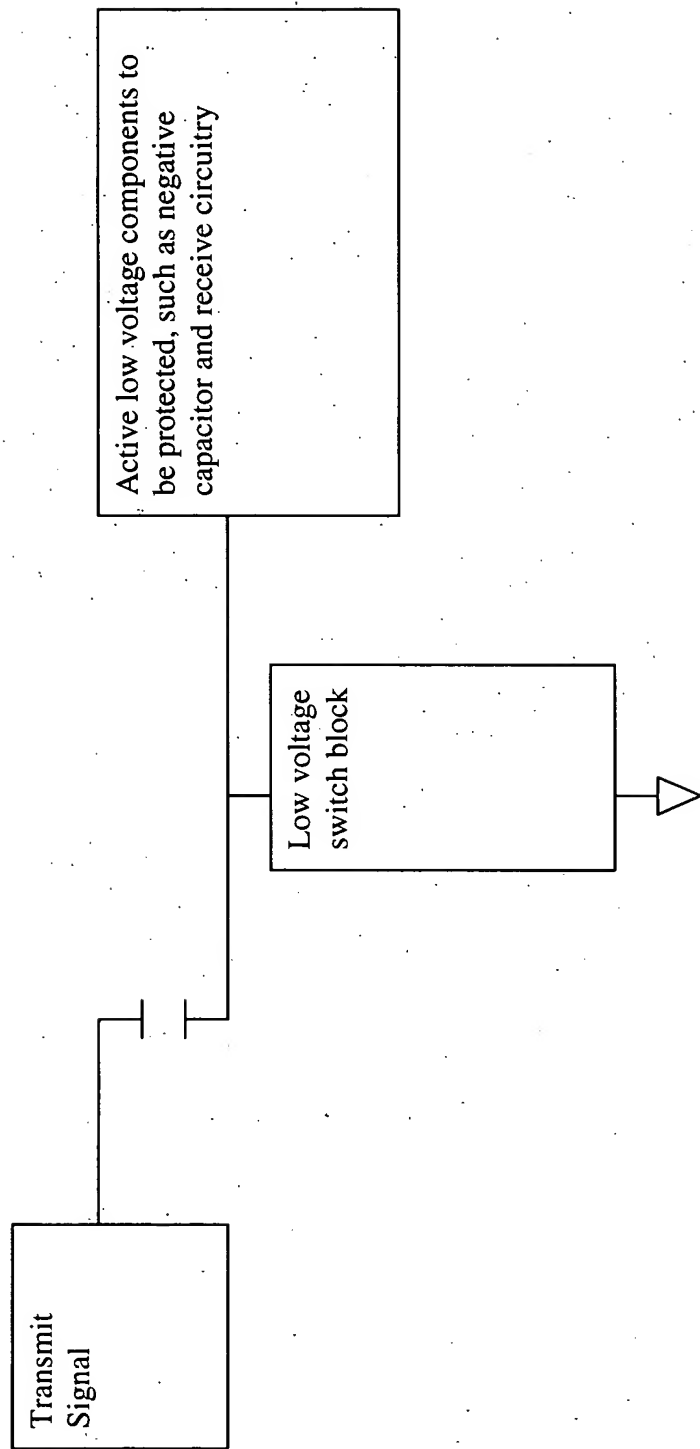 Transmit
Signal
Low voltage
switch block
Active low voltage components to
be protected, such as negative
capacitor and receive circuitry